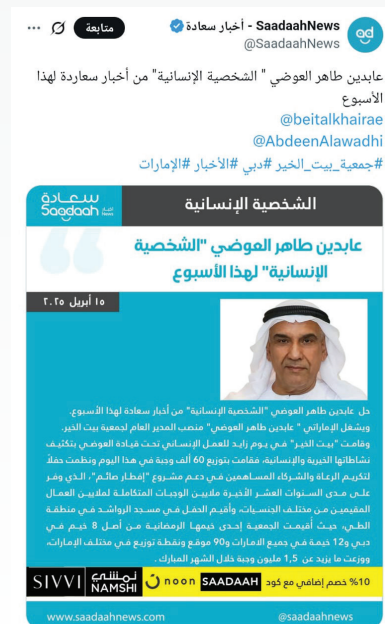 SaadaahNews - أخبار سعادة
متابعة
@SaadaahNews
عابدين طاهر العوضي " الشخصية الإنسانية" من أخبار سعاردة لهذا
الأسبوع
@beitalkhairae
@AbdeenAlawadhi
#جمعية_بيت_الخير #دبي #الأخبار #الإمارات
الشخصية الإنسانية
سعادة
Saadaah News
عابدين طاهر العوضي "الشخصية
الإنسانية" لهذا الأسبوع
١٥ أبريل ٢٠٢٥
حل عابدين طاهر العوضي "الشخصية الإنسانية" من أخبار سعادة لهذا الأسبوع.
ويشغل الإماراتي " عابدين طاهر العوضي" منصب المدير العام لجمعية بيت الخير.
وقامت "بيت الخير" في يوم زايد للعمل الإنساني تحت قيادة العوضي بتكثيف
نشاطاتها الخيرية والإنسانية، فقامت بتوزيع 60 ألف وجبة في هذا اليوم ونظمت حفلاً
لتكريم الرعاة والشركاء المساهمين في دعم مشروع "إفطار صائم"، الذي وفر
على مدى السنوات العشر الأخيرة ملايين الوجبات المتكاملة لملايين العمال
المقيمين من مختلف الجنسيات، وأقيم الحفل في مسجد الراشد في منطقة
الطي، حيث أقيمت الجمعية إحدى خيمها الرمضانية من أصل 8 خيم في
دبي و12 خيمة في جميع الامارات و90 موقع ونقطة توزيع في مختلف الإمارات،
ووزعت ما يزيد عن 1,5 مليون وجبة خلال الشهر المبارك .
%10 خصم إضافي مع كود SAADAAH noon نون نمشي NAMSHI SIVVI
www.saadaahnews.com @saadaahnews